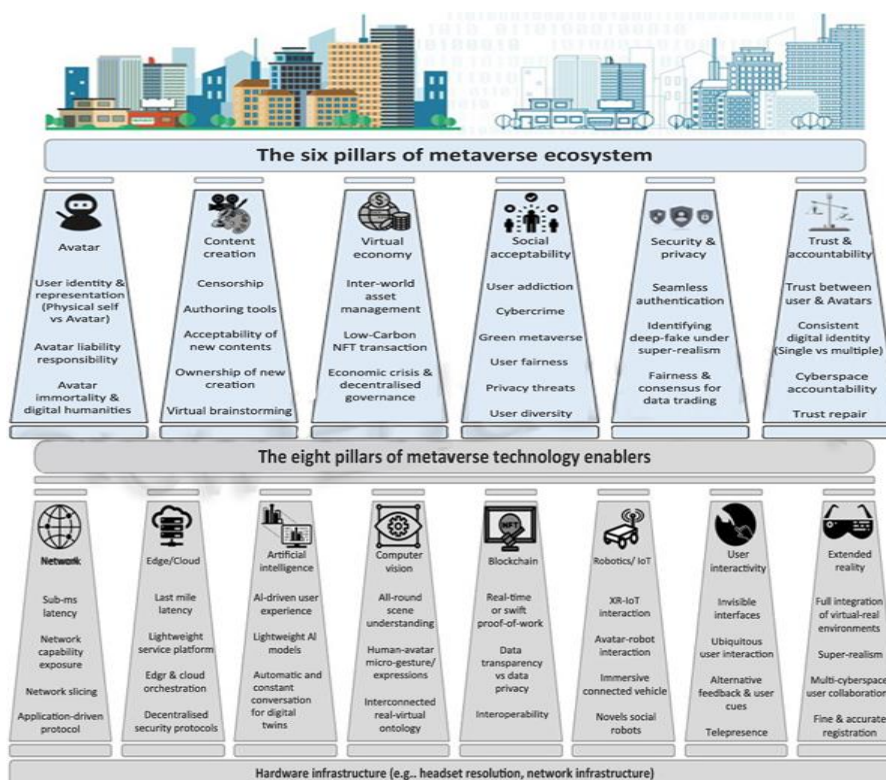 The six pillars of metaverse ecosystem
Avatar
User identity &
representation
(Physical self
vs Avatar)
Avatar liability
responsibility
Avatar
immortality &
digital humanities
Content
creation
Censorship
Authoring tools
Acceptability of
new contents
Ownership of new
creation
Virtual brainstorming
Virtual
economy
Inter-world
asset
management
Low-Carbon
NFT transaction
Economic crisis &
decentralised
governance
Social
acceptability
User addiction
Cybercrime
Green metaverse
User fairness
Privacy threats
User diversity
Security &
privacy
Seamless
authentication
Identifying
deep-fake under
super-realism
Fairness &
consensus for
data trading
Trust &
accountability
Trust between
user & Avatars
Consistent
digital identity
(Single vs multiple)
Cyberspace
accountability
Trust repair
The eight pillars of metaverse technology enablers
Network
Sub-ms
latency
Network
capability
exposure
Network slicing
Application-driven
protocol
Edge/Cloud
Last mile
latency
Lightweight
service platform
Edgr & cloud
orchestration
Decentralised
security protocols
Artificial
intelligence
AI-driven user
experience
Lightweight AI
models
Automatic and
constant
conversation
for digital
twins
Computer
vision
All-round
scene
understanding
Human-avatar
micro-gesture/
expressions
Interconnected
real-virtual
ontology
NFT
Blockchain
Real-time
or swift
proof-of-work
Data
transparency
vs data
privacy
Interoperability
Robotics/ IoT
XR-IoT
interaction
Avatar-robot
interaction
Immersive
connected vehicle
Novels social
robots
User
interactivity
Invisible
interfaces
Ubiquitous
user interaction
Alternative
feedback & user
cues
Telepresence
Extended
reality
Full integration
of virtual-real
environments
Super-realism
Multi-cyberspace
user collaboration
Fine & accurate
registration
Hardware infrastructure (e.g.. headset resolution, network infrastructure)